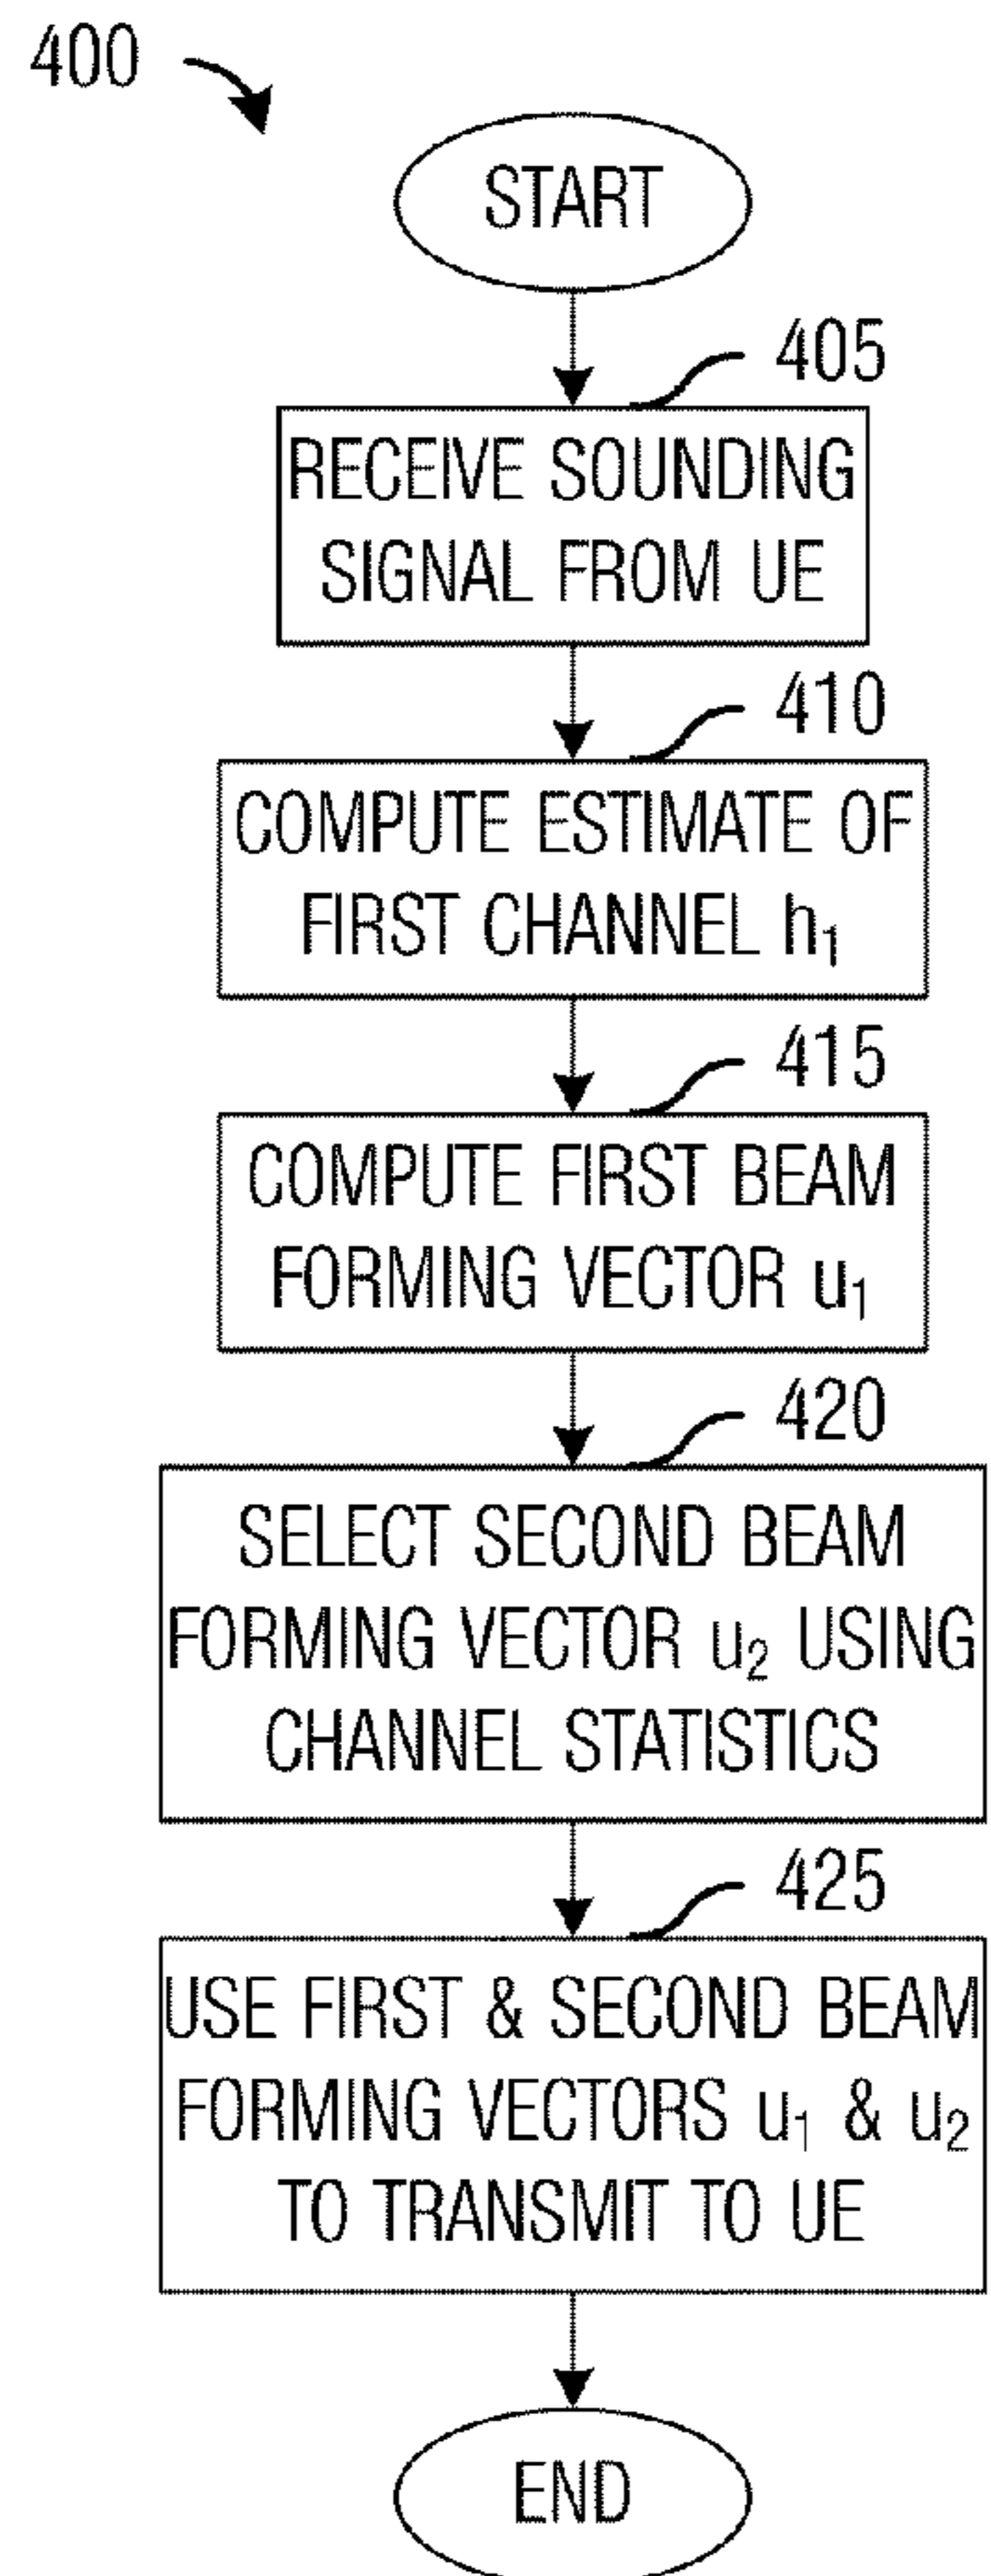 400
START
405
RECEIVE SOUNDING
SIGNAL FROM UE
410
COMPUTE ESTIMATE OF
FIRST CHANNEL h₁
415
COMPUTE FIRST BEAM
FORMING VECTOR u₁
420
SELECT SECOND BEAM
FORMING VECTOR u₂ USING
CHANNEL STATISTICS
425
USE FIRST & SECOND BEAM
FORMING VECTORS u₁ & u₂
TO TRANSMIT TO UE
END